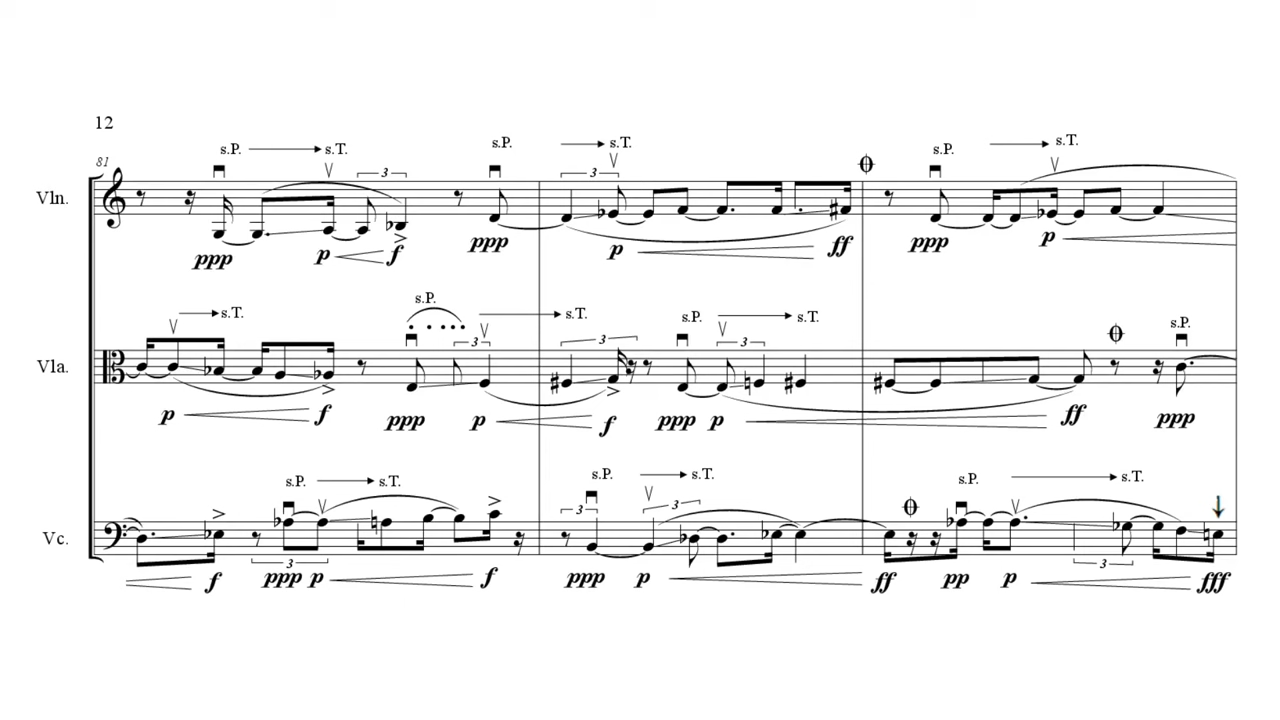 12
81
Vln.
s.P. s.T. 3 s.P. 3 s.T. s.P. s.T.
ppp p f ppp p ff ppp p
Vla.
s.T. s.P. 3 s.T. 3 s.P. 3 s.T. s.P.
p f ppp p f ppp p ff ppp
Vc.
s.P. s.T. s.P. s.T. s.P. s.T.
3 3 3 3
f ppp p f ppp p ff pp p fff